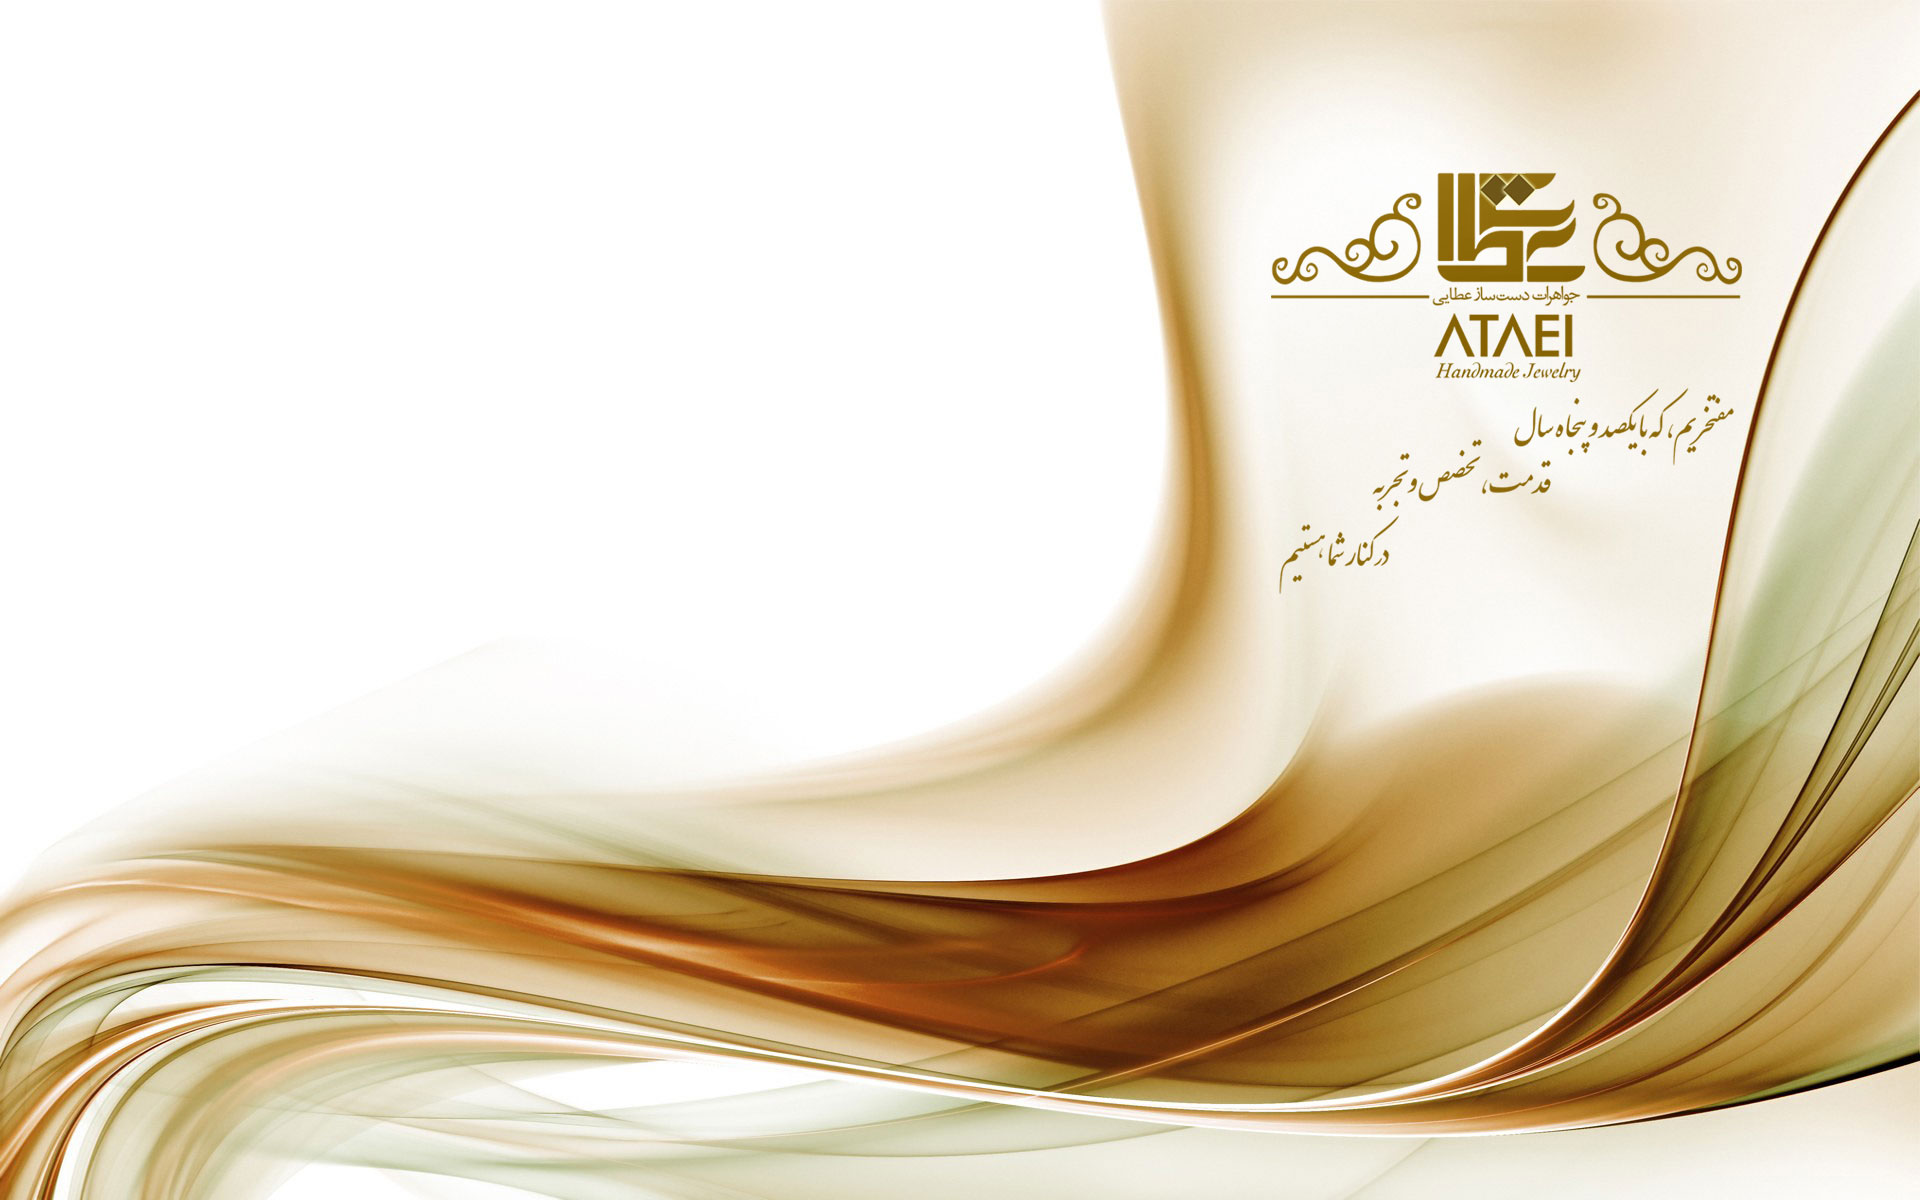 عطایی
جواهرات دست‌ساز عطایی
ATAEI
Handmade Jewelry
مفتخریم، که با یکصد و پنجاه سال
قدمت، تخصص و تجربه
در کنار شما هستیم